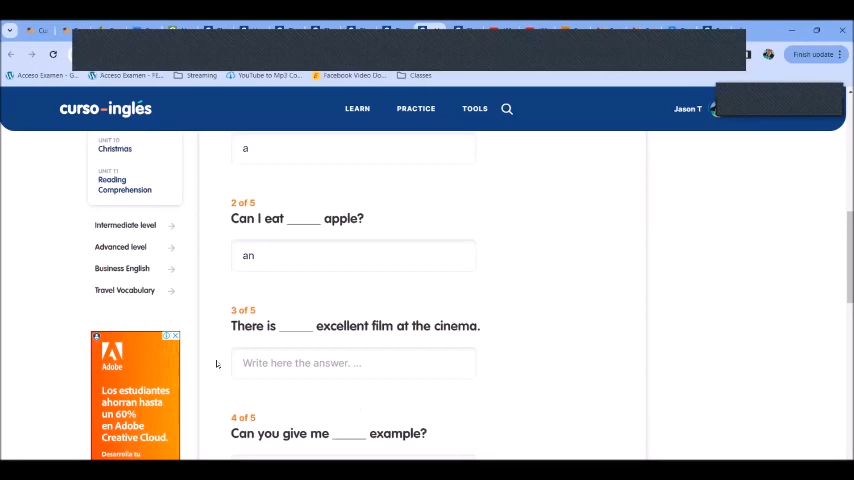 Cu
Finish update
Acceso Examen - G...
Acceso Examen - FE...
Streaming
YouTube to Mp3 Co...
Facebook Video Do...
Classes
curso-inglés
LEARN
PRACTICE
TOOLS
Jason T
UNIT 10
Christmas
UNIT 11
Reading
Comprehension
Intermediate level
Advanced level
Business English
Travel Vocabulary
Adobe
Los estudiantes
ahorran hasta
un 60%
en Adobe
Creative Cloud.
Desarrolla tu
a
2 of 5
Can I eat _____ apple?
an
3 of 5
There is _____ excellent film at the cinema.
Write here the answer. ...
4 of 5
Can you give me _____ example?